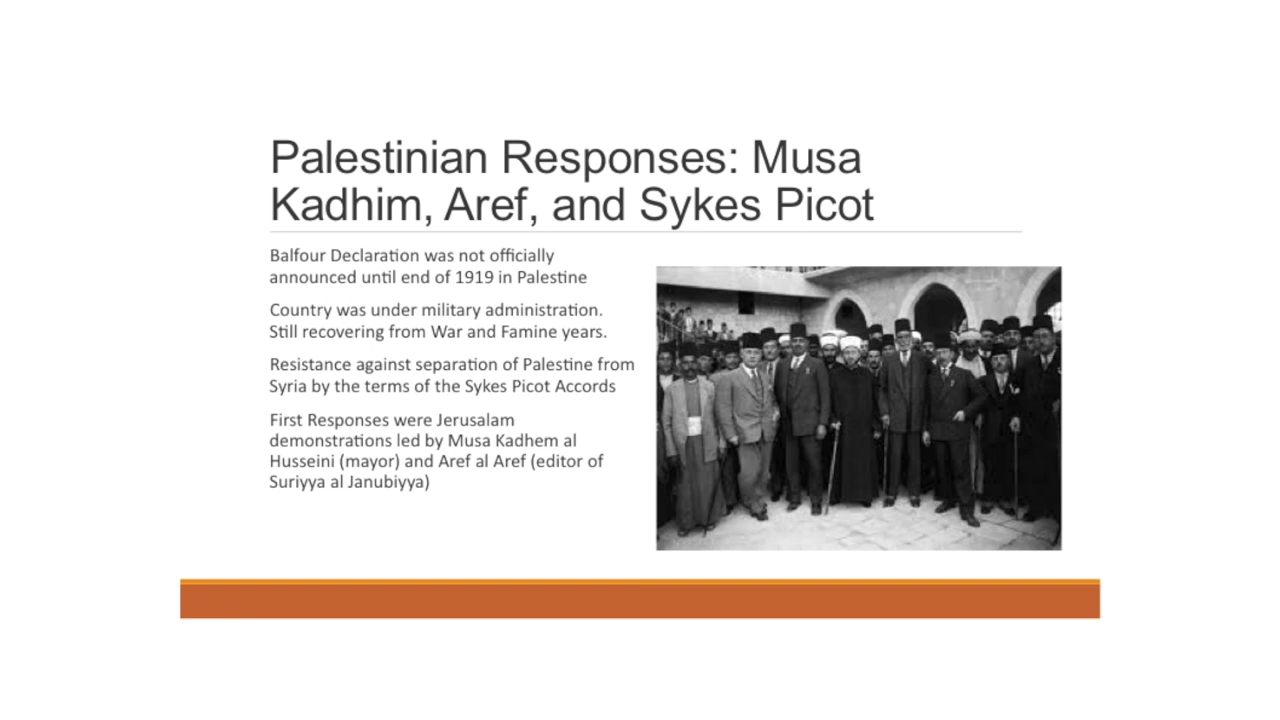 Palestinian Responses: Musa
Kadhim, Aref, and Sykes Picot
Balfour Declaration was not officially
announced until end of 1919 in Palestine
Country was under military administration.
Still recovering from War and Famine years.
Resistance against separation of Palestine from
Syria by the terms of the Sykes Picot Accords
First Responses were Jerusalam
demonstrations led by Musa Kadhem al
Husseini (mayor) and Aref al Aref (editor of
Suriyya al Janubiyya)